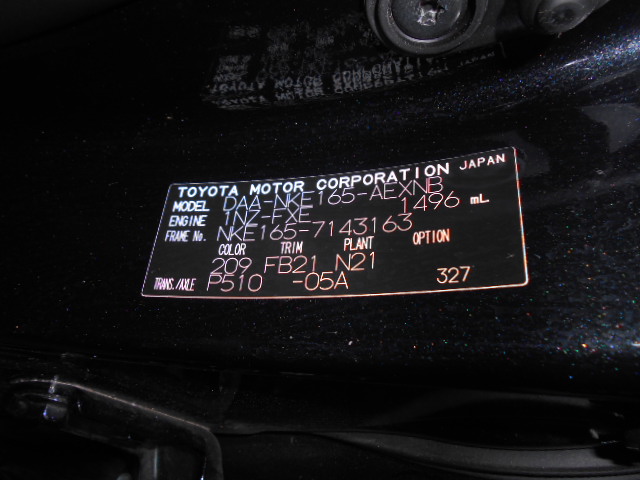 TOYOTA MOTOR CORPORATION JAPAN
MODEL DAA-NKE165-AEXNB
ENGINE 1NZ-FXE 1496 mL
FRAME No. NKE165-7143163
COLOR TRIM PLANT OPTION
209 FB21 N21
TRANS./AXLE P510 -05A 327